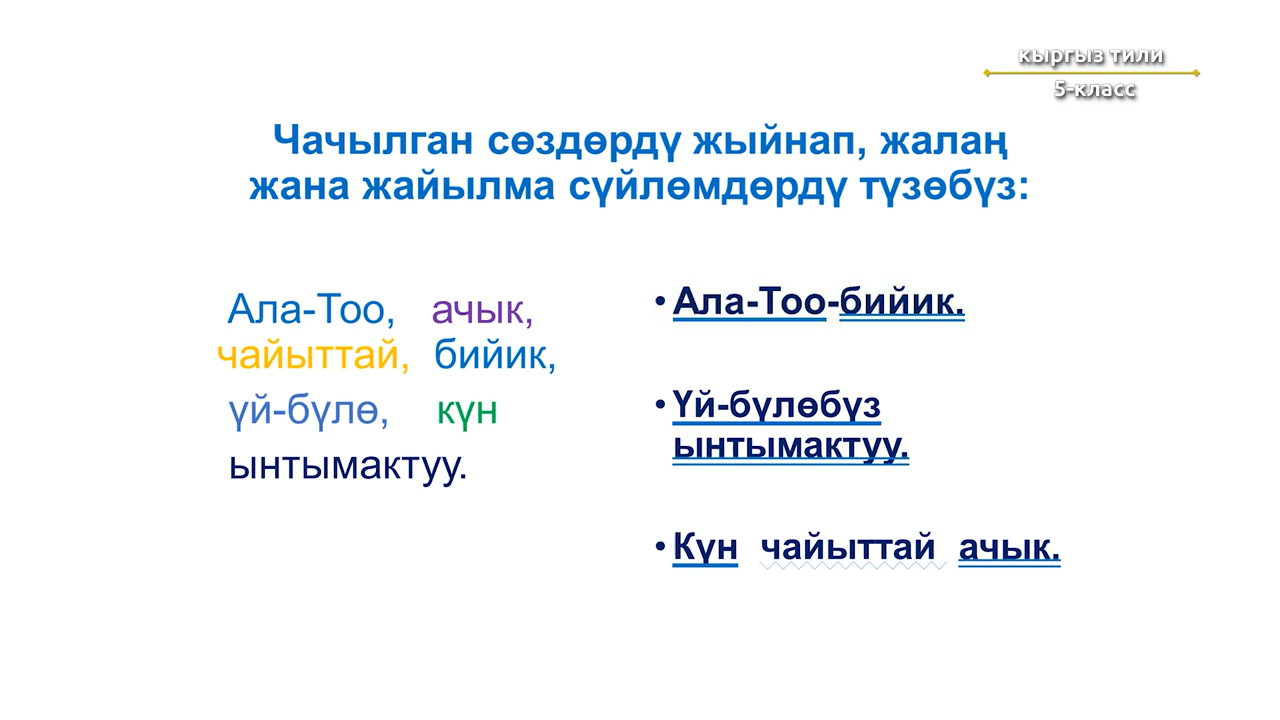 кыргыз тили
5-класс
Чачылган сөздөрдү жыйнап, жалаң
жана жайылма сүйлөмдөрдү түзөбүз:
Ала-Тоо, ачык,
чайыттай, бийик,
үй-бүлө, күн
ынтымактуу.
•Ала-Тоо-бийик.
•Үй-бүлөбүз
ынтымактуу.
•Күн чайыттай ачык.